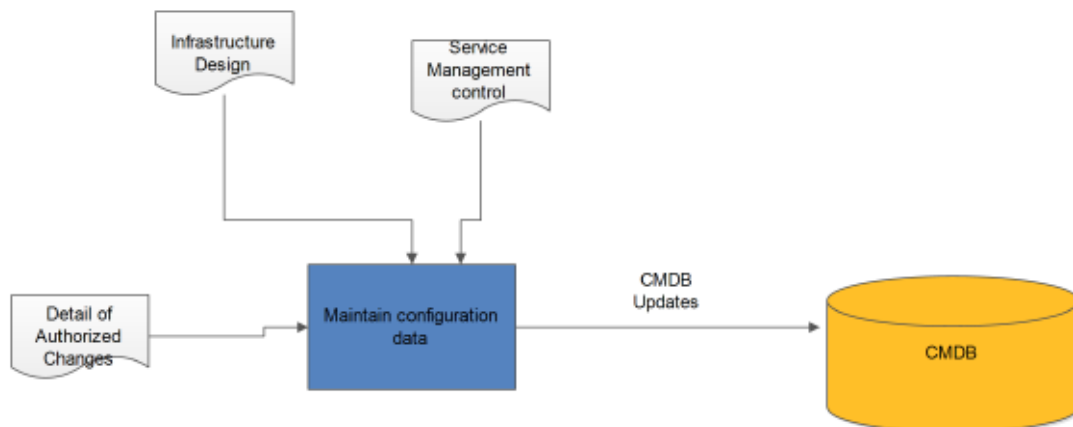 Infrastructure
Design
Service
Management
control
Detail of
Authorized
Changes
Maintain configuration
data
CMDB
Updates
CMDB